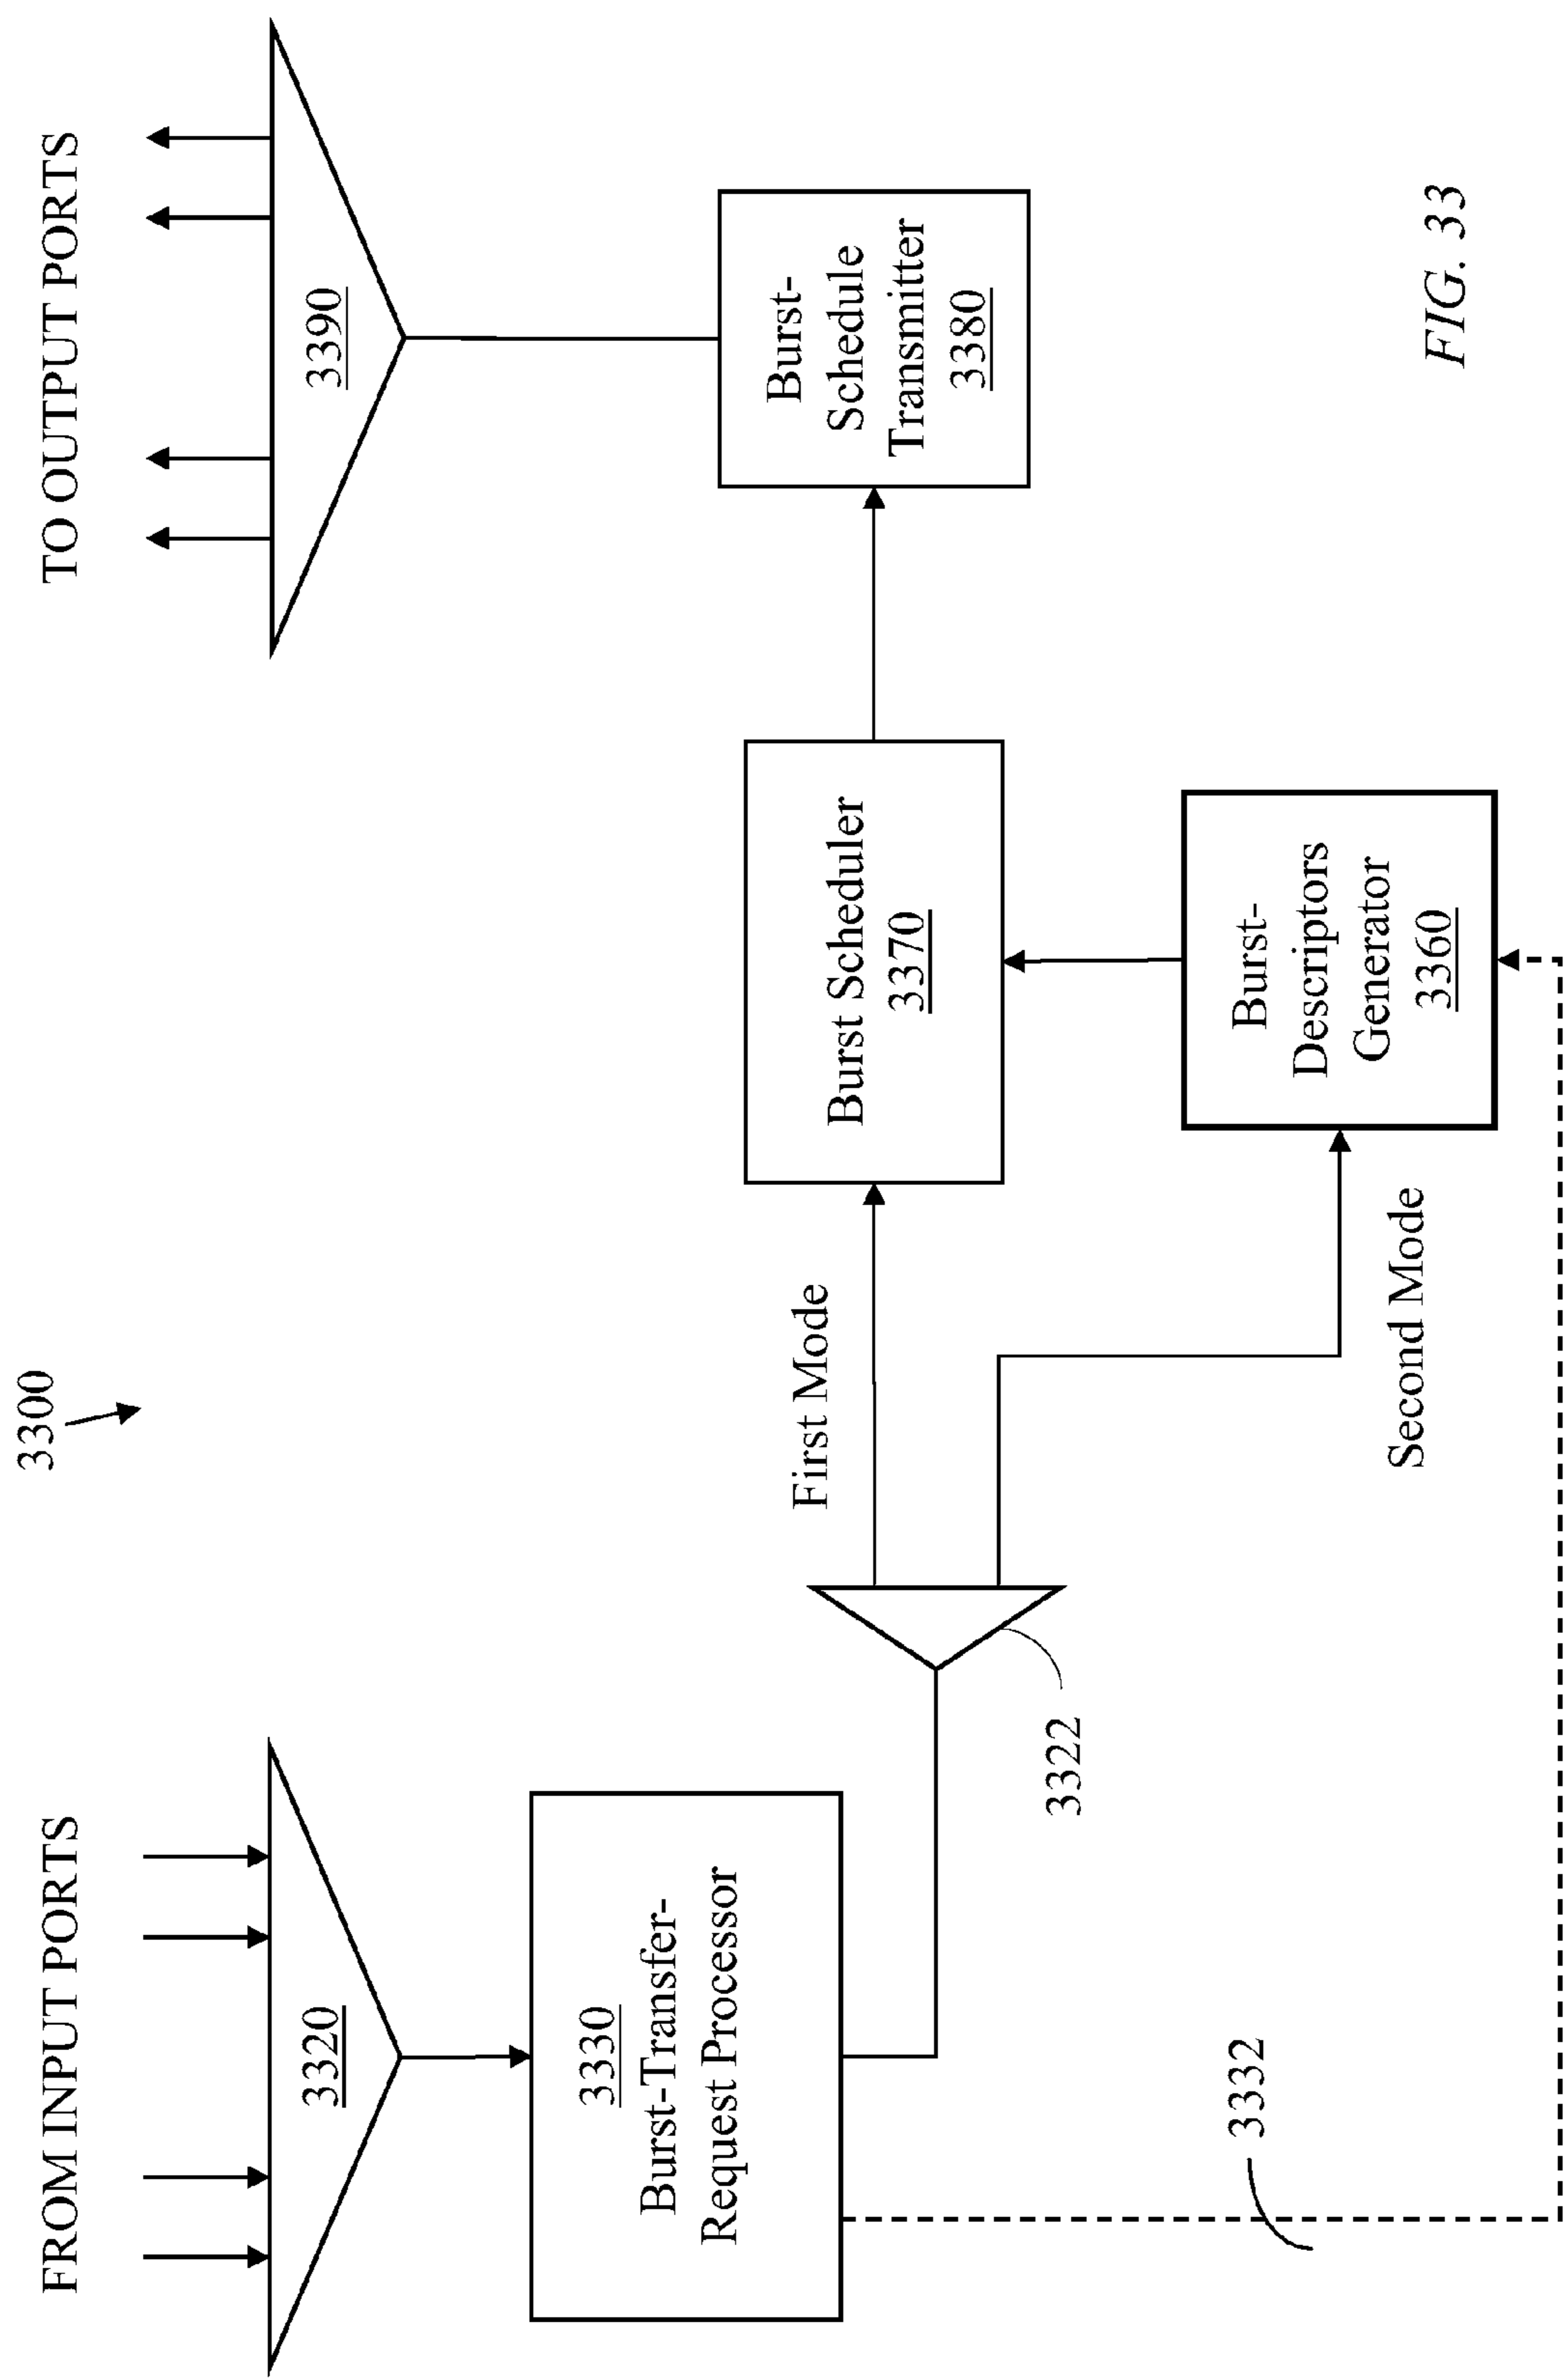 3300
FROM INPUT PORTS
TO OUTPUT PORTS
3320
3390
3330
Burst-Transfer-
Request Processor
First Mode
Burst Scheduler
3370
Burst-
Schedule
Transmitter
3380
3322
Second Mode
Burst-
Descriptors
Generator
3360
3332
FIG. 33